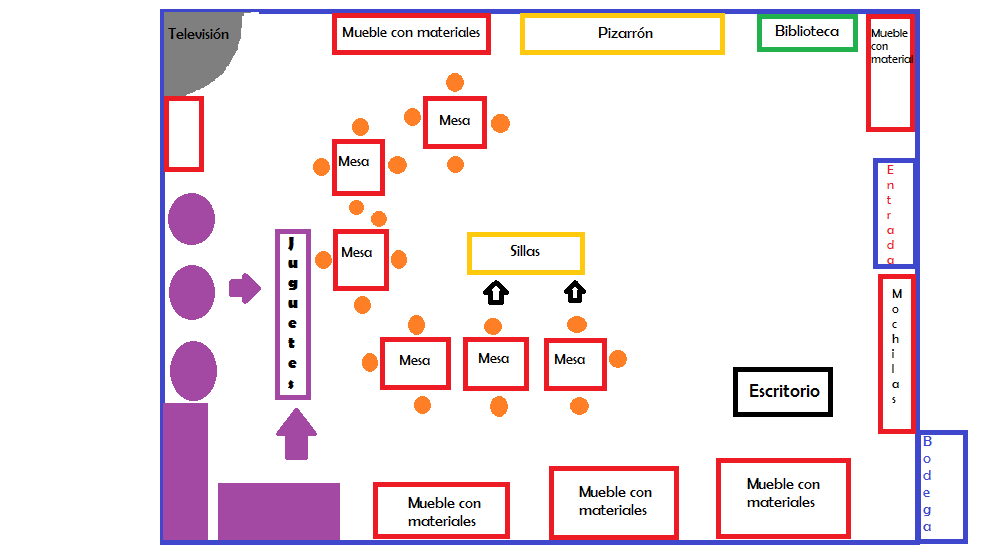 Televisión
Mueble con materiales
Pizarrón
Biblioteca
Mueble
con
material
Mesa
Mesa
Entrada
Juguetes
Mesa
Sillas
Mochilas
Mesa
Mesa
Mesa
Escritorio
Bodega
Mueble con
materiales
Mueble con
materiales
Mueble con
materiales